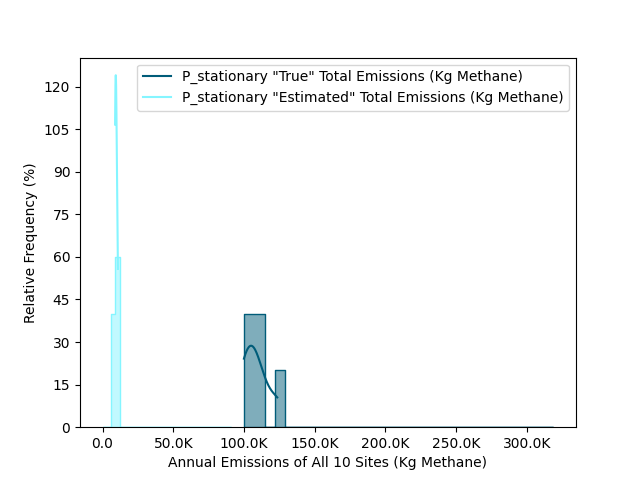 P_stationary "True" Total Emissions (Kg Methane)
P_stationary "Estimated" Total Emissions (Kg Methane)
120
105
90
75
60
45
30
15
0
Relative Frequency (%)
0.0 50.0K 100.0K 150.0K 200.0K 250.0K 300.0K
Annual Emissions of All 10 Sites (Kg Methane)